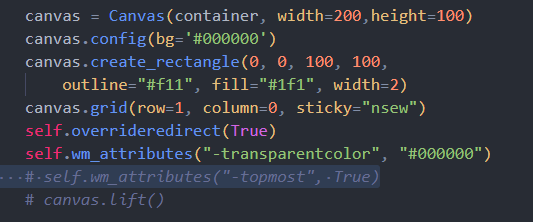 canvas = Canvas(container, width=200,height=100)
canvas.config(bg='#000000')
canvas.create_rectangle(0, 0, 100, 100,
outline="#f11", fill="#1f1", width=2)
canvas.grid(row=1, column=0, sticky="nsew")
self.overrideredirect(True)
self.wm_attributes("-transparentcolor", "#000000")
# self.wm_attributes("-topmost", True)
# canvas.lift()